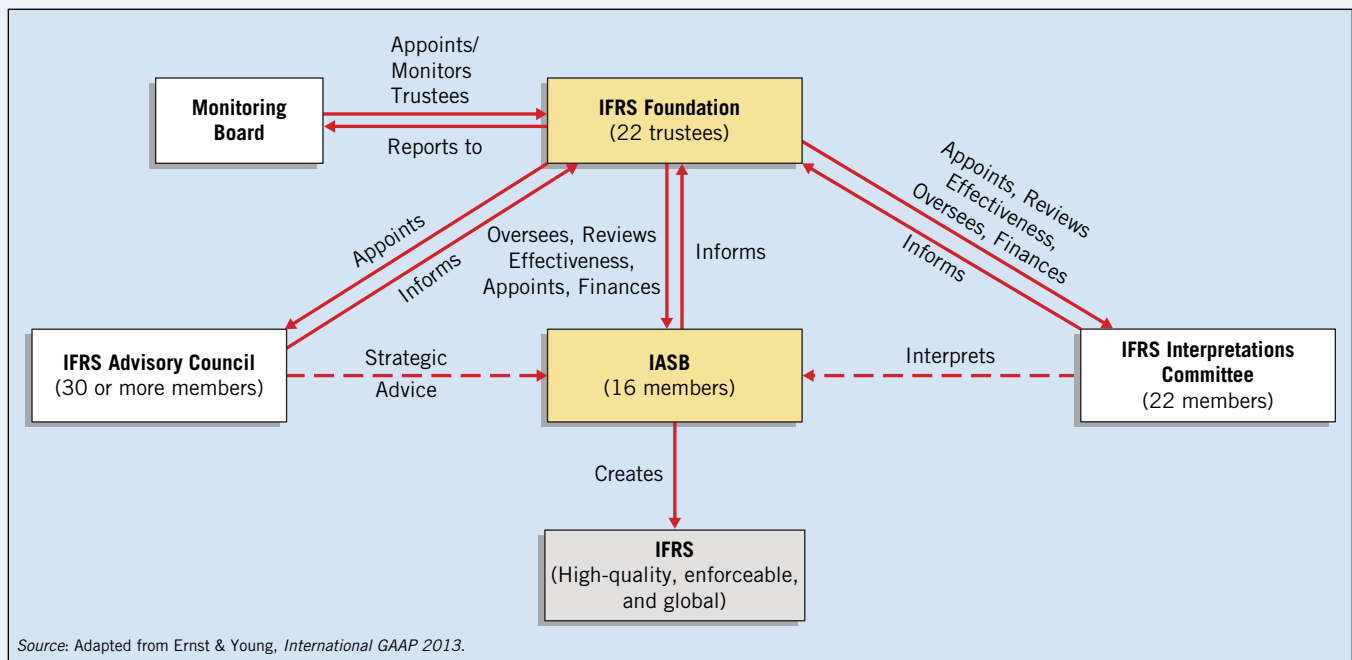 Appoints/
Monitors
Trustees
Monitoring
Board
IFRS Foundation
(22 trustees)
Reports to
Appoints
Informs
Oversees, Reviews
Effectiveness,
Appoints, Finances
Informs
Appoints, Reviews
Effectiveness,
Oversees, Finances
Informs
IFRS Advisory Council
(30 or more members)
Strategic
Advice
IASB
(16 members)
Interprets
IFRS Interpretations
Committee
(22 members)
Creates
IFRS
(High-quality, enforceable,
and global)
Source: Adapted from Ernst & Young, International GAAP 2013.